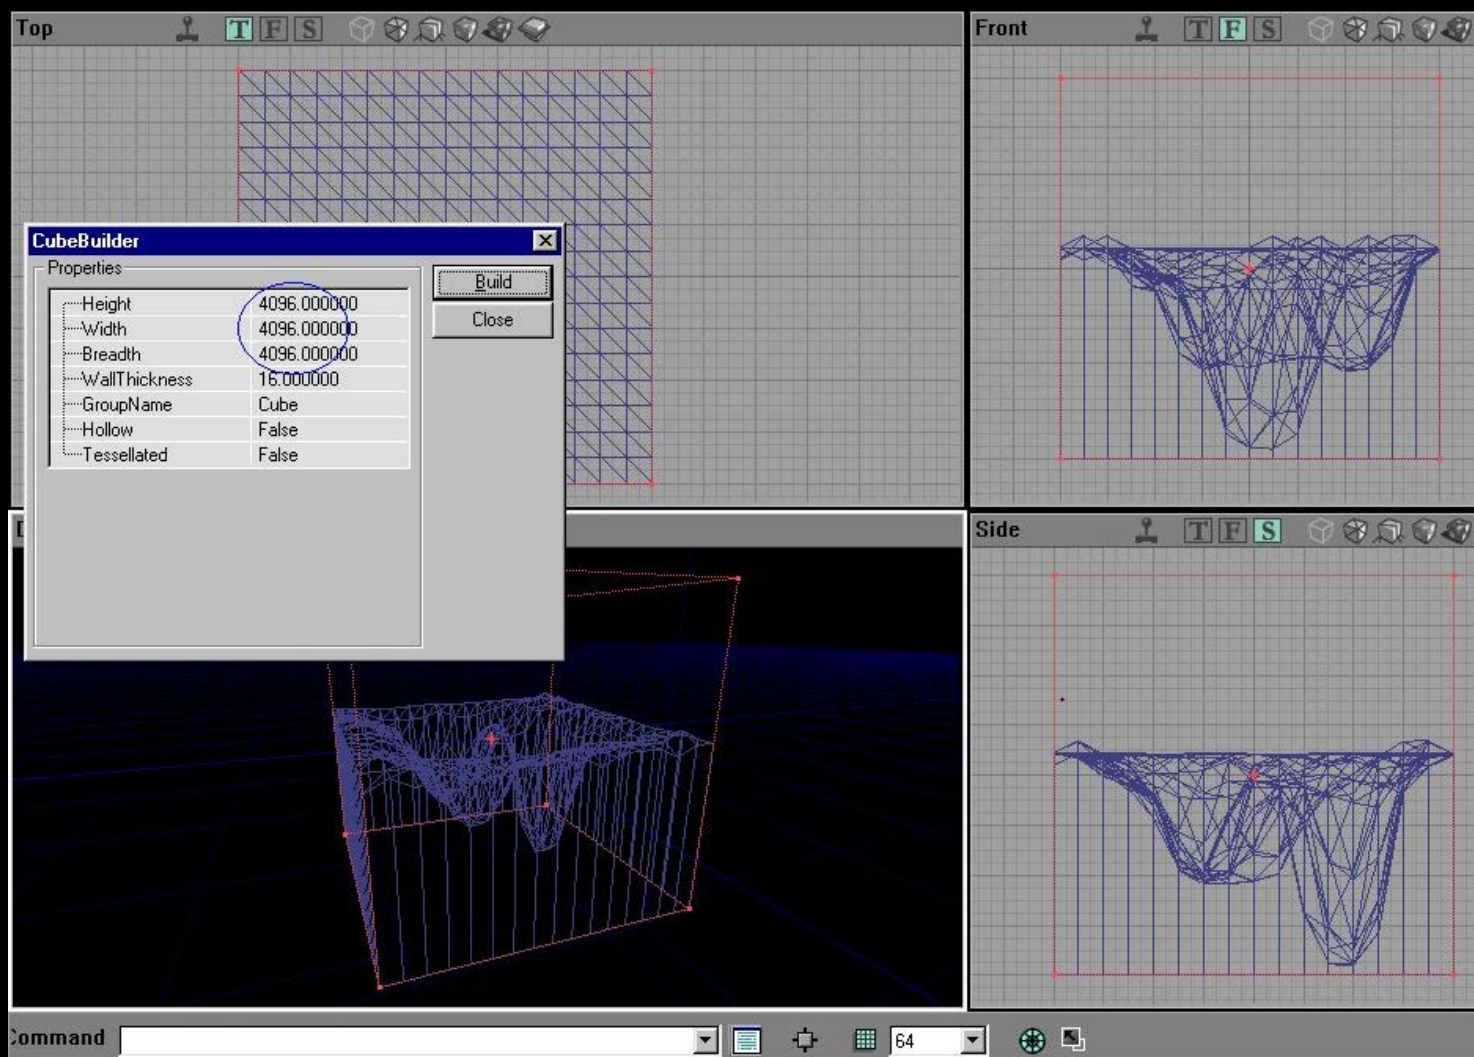 Top T F S
Front T F S
CubeBuilder
Properties
Build
Close
Height 4096.000000
Width 4096.000000
Breadth 4096.000000
WallThickness 16.000000
GroupName Cube
Hollow False
Tessellated False
Side T F S
ommand 64